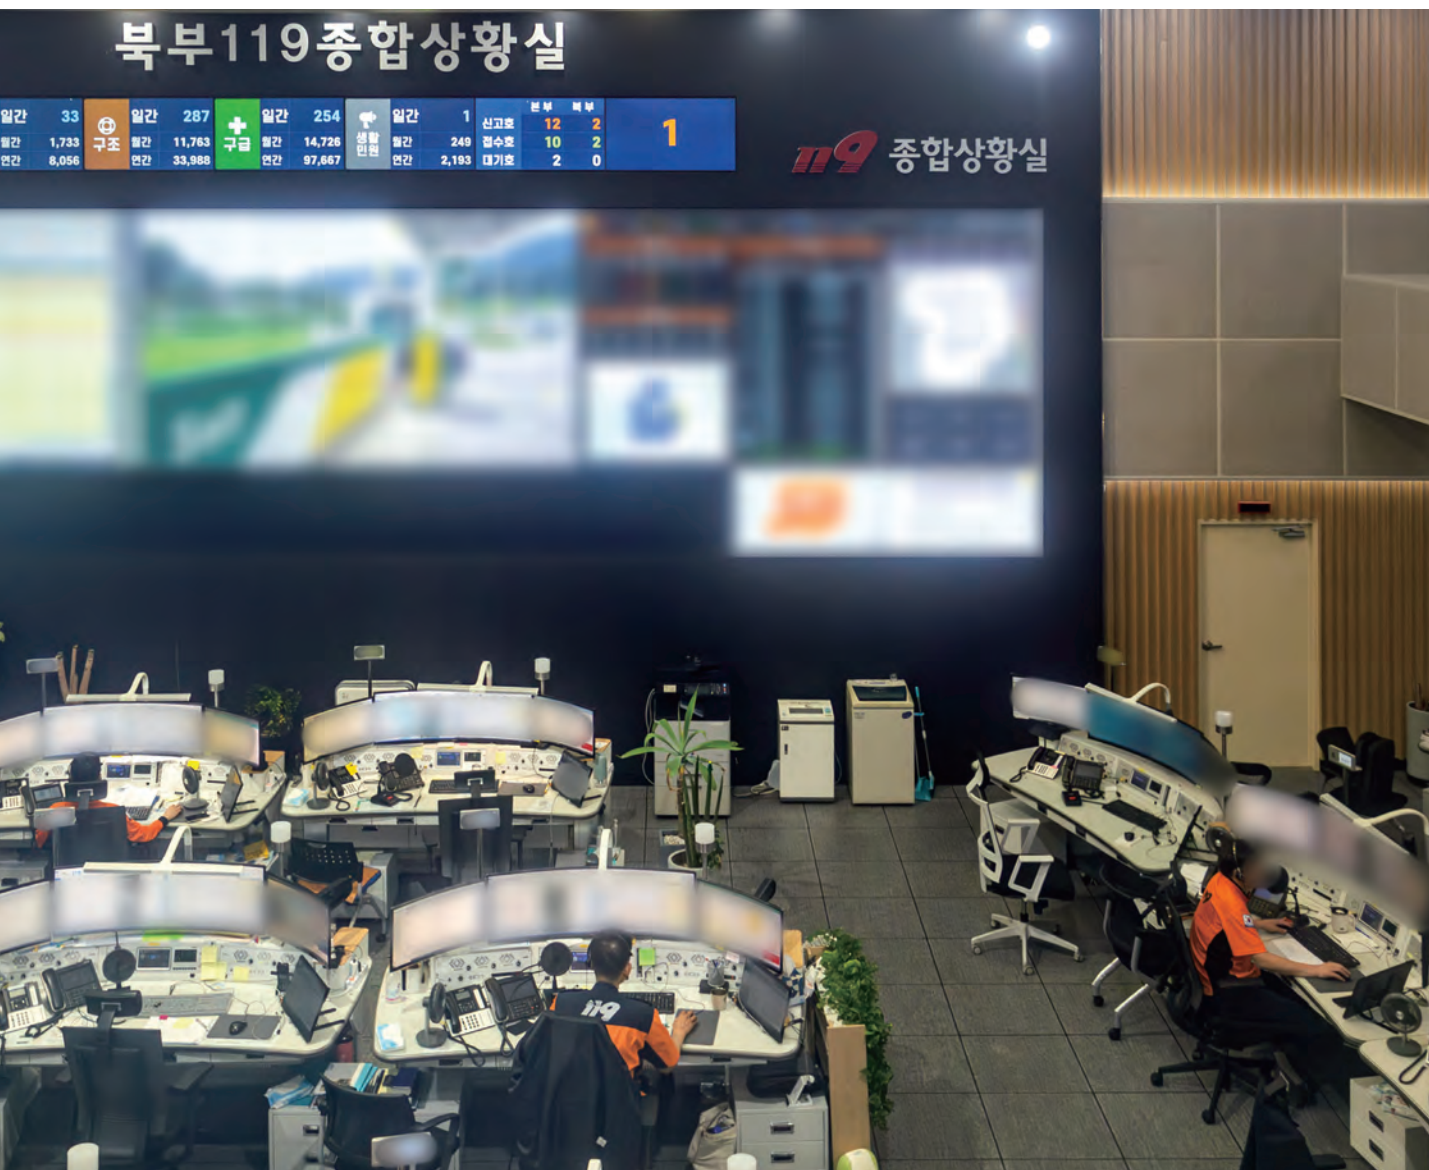 북부119종합상황실
일간 33
월간 1,733
연간 8,056
구조
일간 287
월간 11,763
연간 33,988
구급
일간 254
월간 14,726
연간 97,667
생활
민원
일간 1
월간 249
연간 2,193
본부 북부
신고호 12 2
접수호 10 2
대기호 2 0
1
119 종합상황실
119